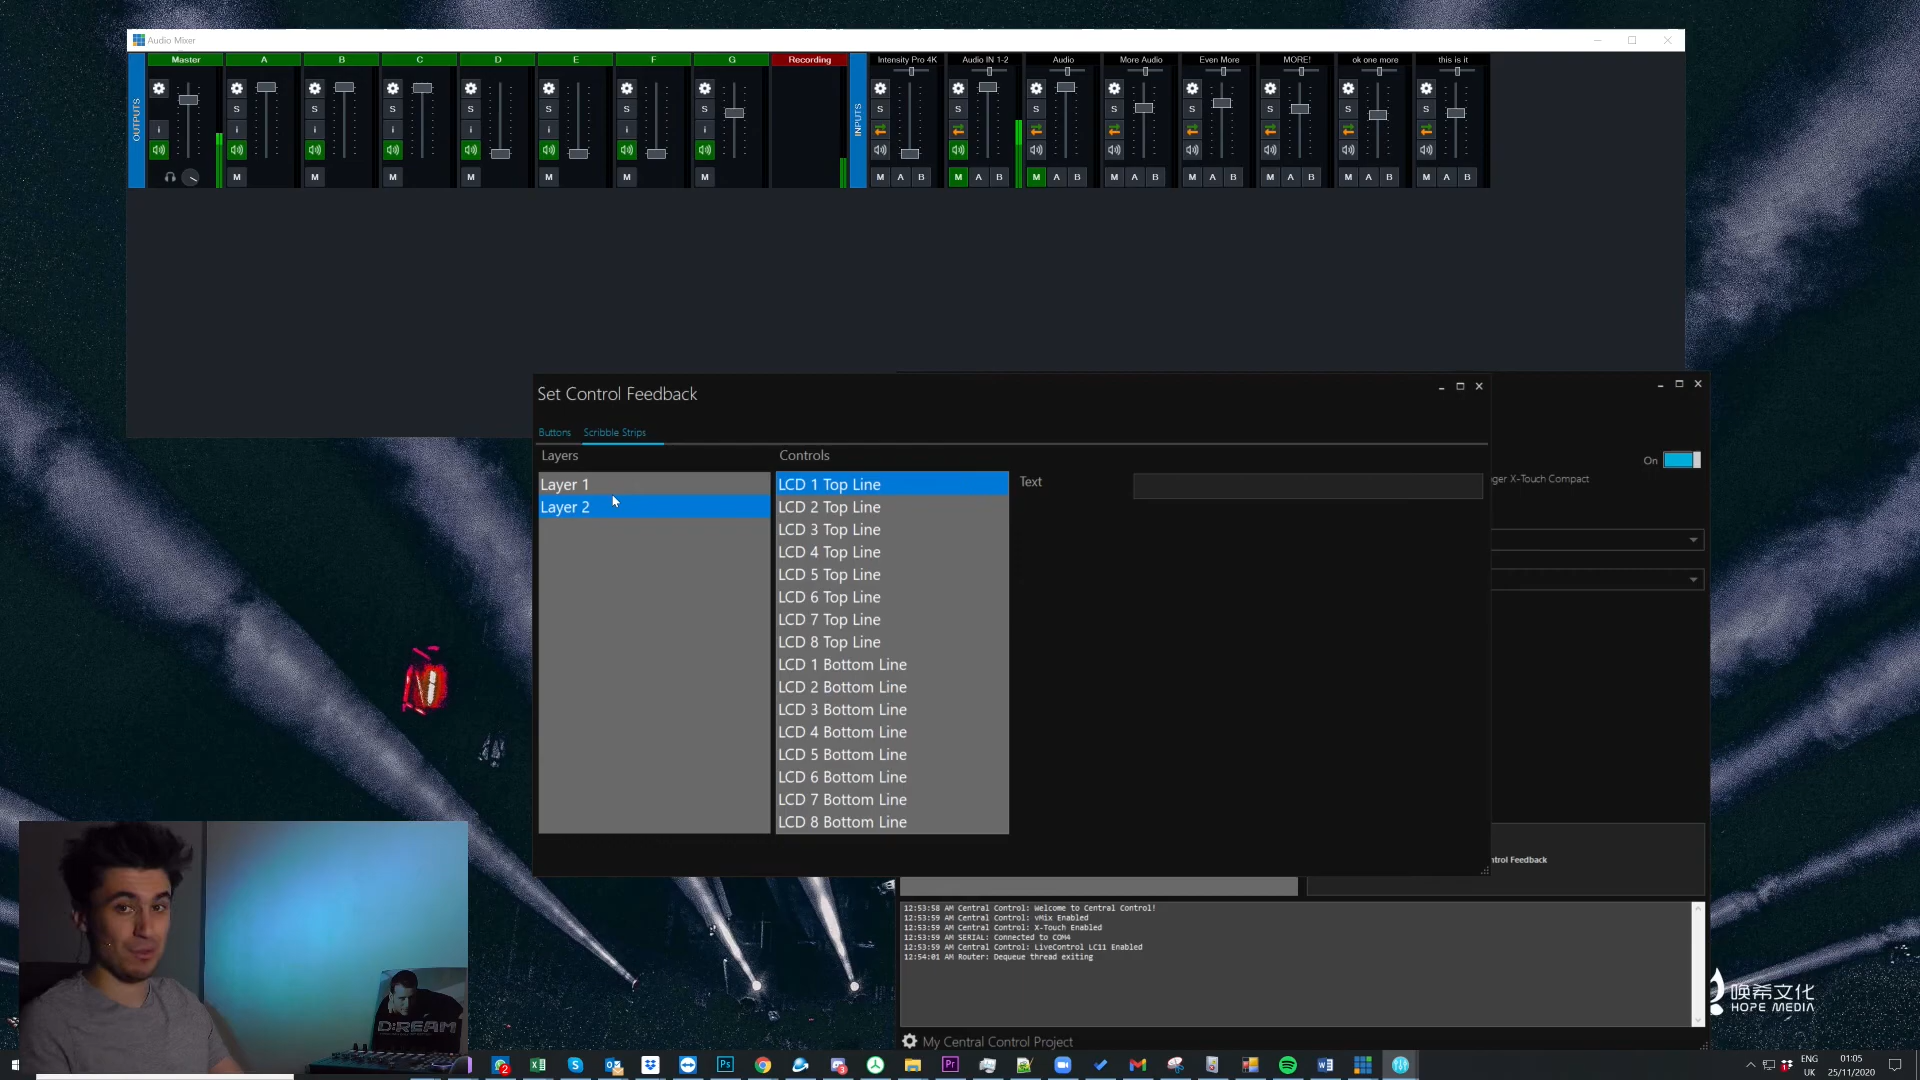 Audio Mixer
OUTPUTS
Master A B C D E F G Recording
INPUTS
Intensity Pro 4K Audio IN 1-2 Audio More Audio Even More MORE! ok one more this is it
S S S S S S S S S S S S S S S
i i i i i i i i
M M M M M M M
M A B M A B M A B M A B M A B M A B M A B M A B
Set Control Feedback
Buttons Scribble Strips
Layers
Layer 1
Layer 2
Controls
LCD 1 Top Line
LCD 2 Top Line
LCD 3 Top Line
LCD 4 Top Line
LCD 5 Top Line
LCD 6 Top Line
LCD 7 Top Line
LCD 8 Top Line
LCD 1 Bottom Line
LCD 2 Bottom Line
LCD 3 Bottom Line
LCD 4 Bottom Line
LCD 5 Bottom Line
LCD 6 Bottom Line
LCD 7 Bottom Line
LCD 8 Bottom Line
Text
On
ger X-Touch Compact
ntrol Feedback
12:53:58 AM Central Control: Welcome to Central Control!
12:53:59 AM Central Control: vMix Enabled
12:53:59 AM Central Control: X-Touch Enabled
12:53:59 AM SERIAL: Connected to COM4
12:53:59 AM Central Control: LiveControl LC11 Enabled
12:54:01 AM Router: Dequeue thread exiting
My Central Control Project
唤希文化
HOPE MEDIA
D:REAM
ENG
UK
01:05
25/11/2020